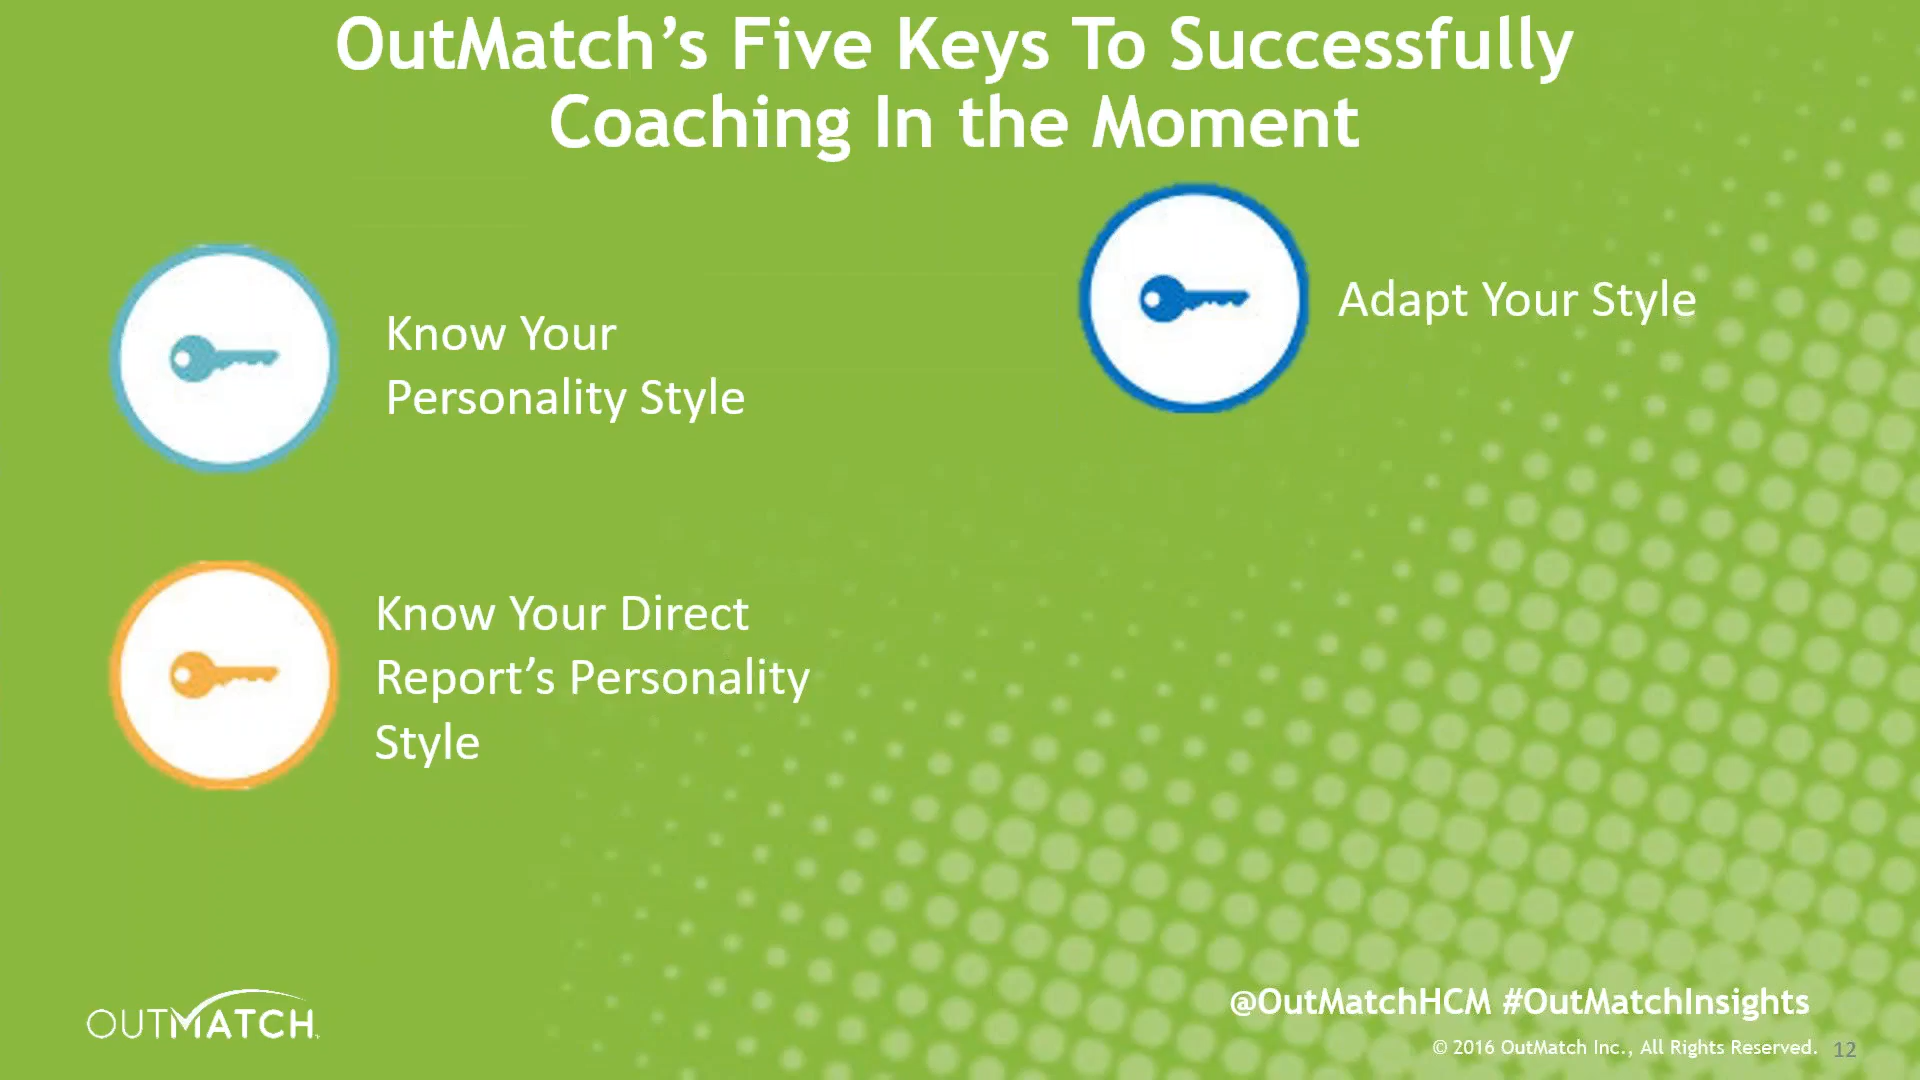 OutMatch’s Five Keys To Successfully
Coaching In the Moment
Know Your
Personality Style
Know Your Direct
Report’s Personality
Style
Adapt Your Style
OUTMATCH
@OutMatchHCM #OutMatchInsights
© 2016 OutMatch Inc., All Rights Reserved. 12